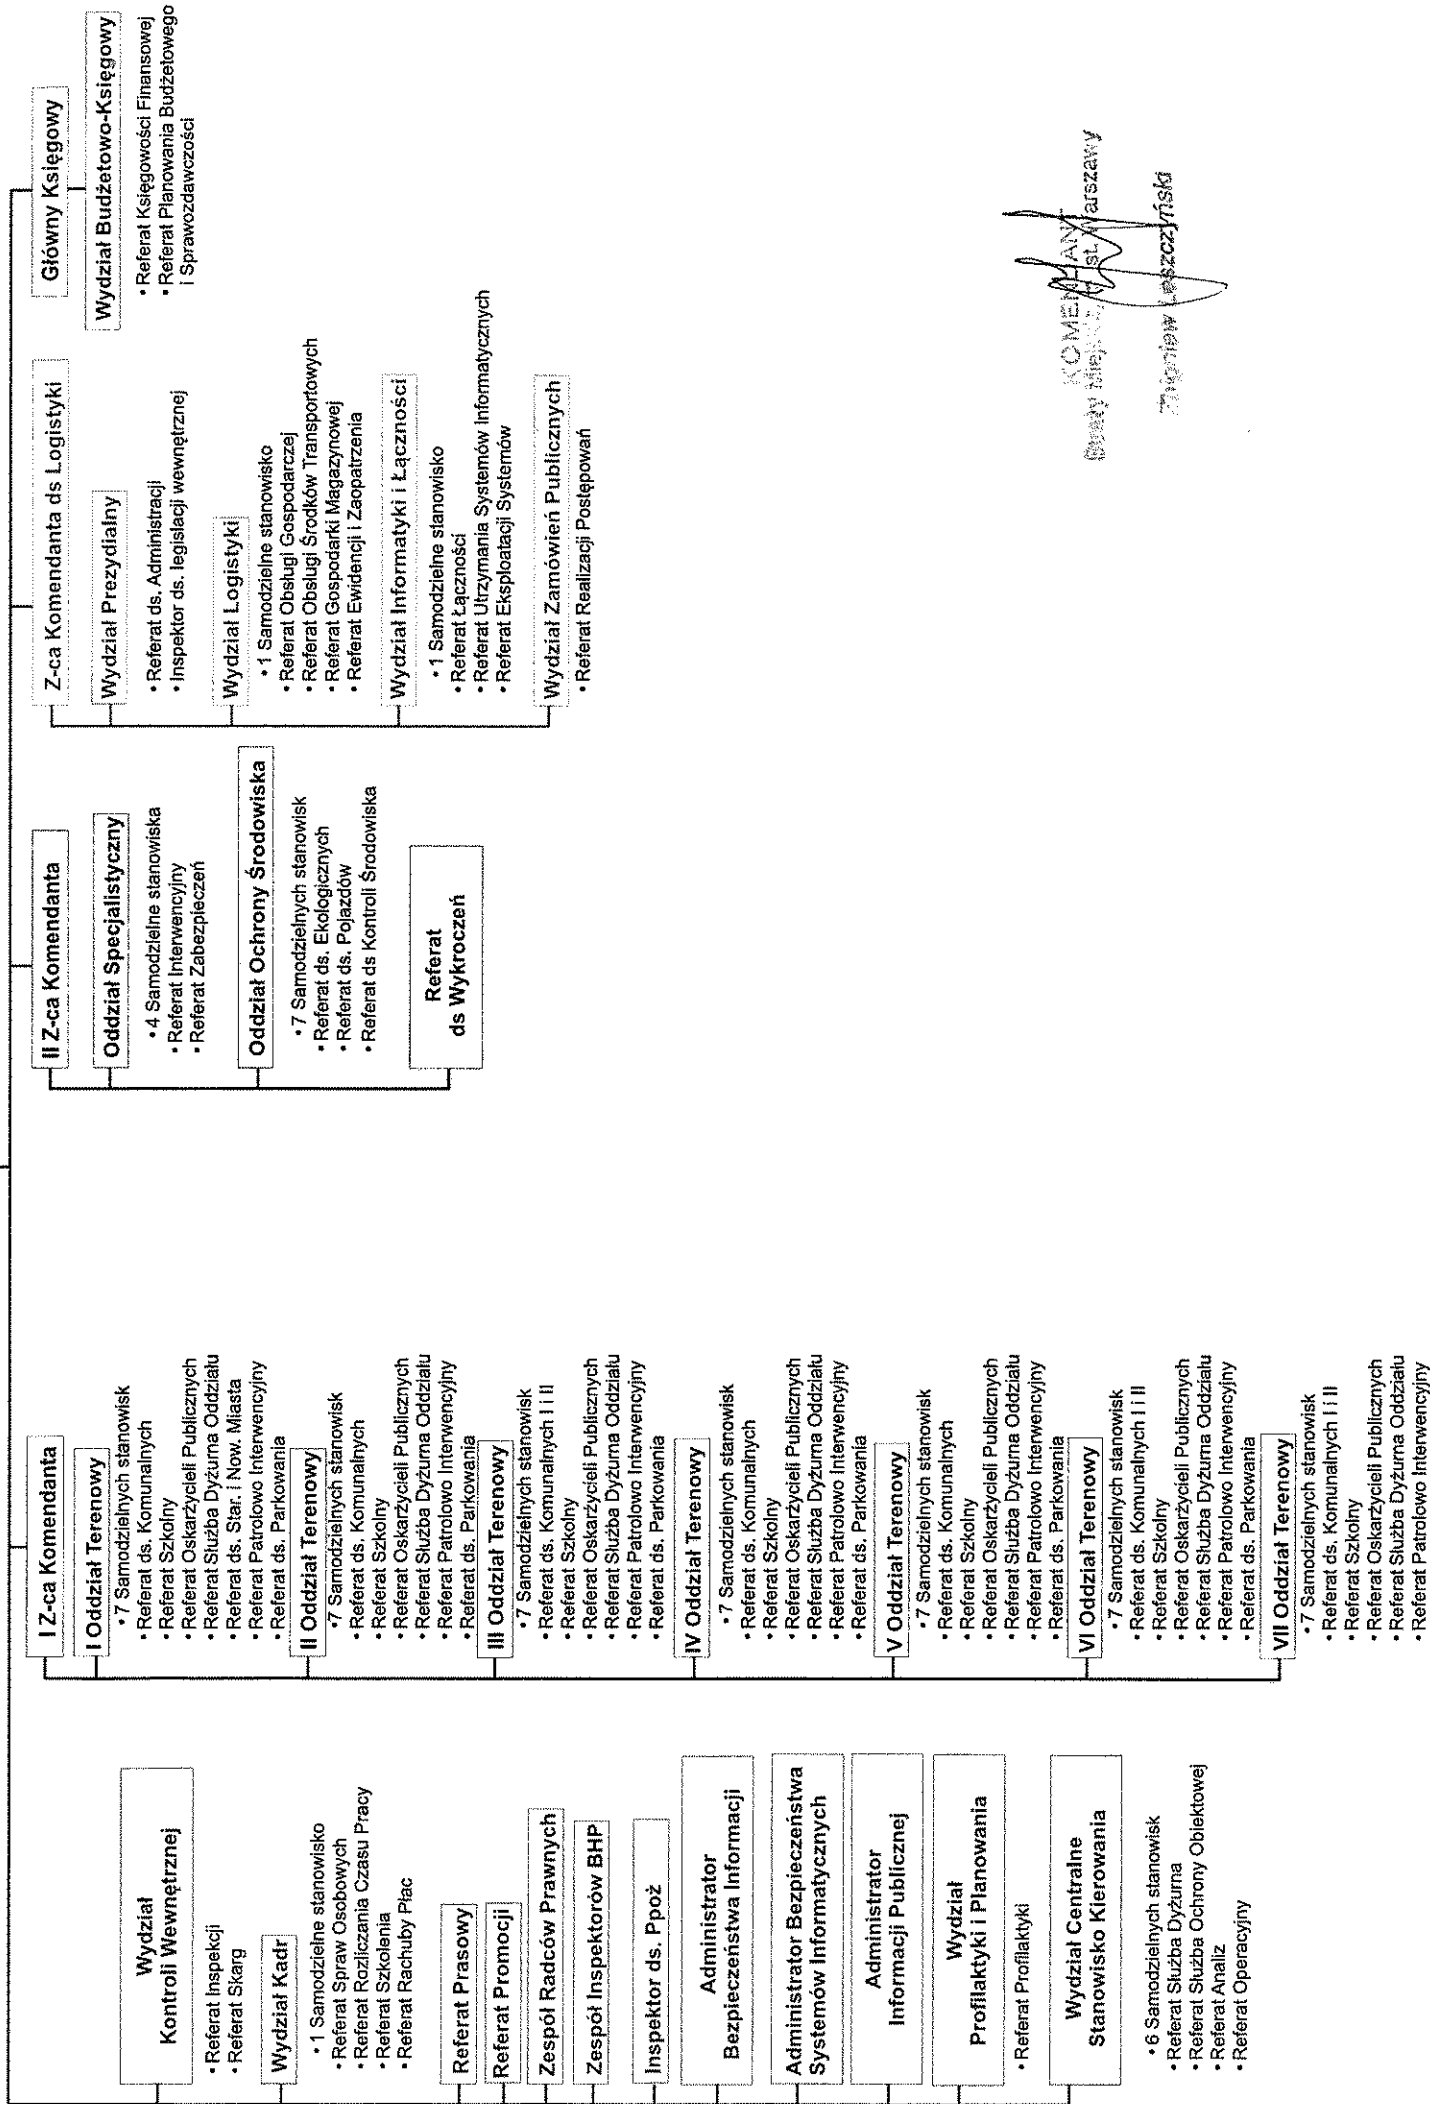 Wydział
Kontroli Wewnętrznej
• Referat Inspekcji
• Referat Skarg
Wydział Kadr
• 1 Samodzielne stanowisko
• Referat Spraw Osobowych
• Referat Rozliczania Czasu Pracy
• Referat Szkolenia
• Referat Rachuby Płac
Referat Prasowy
Referat Promocji
Zespół Radców Prawnych
Zespół Inspektorów BHP
Inspektor ds. Ppoż
Administrator
Bezpieczeństwa Informacji
Administrator Bezpieczeństwa
Systemów Informatycznych
Administrator
Informacji Publicznej
Wydział
Profilaktyki i Planowania
• Referat Profilaktyki
Wydział Centralne
Stanowisko Kierowania
• 6 Samodzielnych stanowisk
• Referat Służba Dyżurna
• Referat Służba Ochrony Obiektowej
• Referat Analiz
• Referat Operacyjny
I Z-ca Komendanta
I Oddział Terenowy
• 7 Samodzielnych stanowisk
• Referat ds. Komunalnych
• Referat Szkolny
• Referat Oskarżycieli Publicznych
• Referat Służba Dyżurna Oddziału
• Referat ds. Star. i Now. Miasta
• Referat Patrolowo Interwencyjny
• Referat ds. Parkowania
II Oddział Terenowy
• 7 Samodzielnych stanowisk
• Referat ds. Komunalnych
• Referat Szkolny
• Referat Oskarżycieli Publicznych
• Referat Służba Dyżurna Oddziału
• Referat Patrolowo Interwencyjny
• Referat ds. Parkowania
III Oddział Terenowy
• 7 Samodzielnych stanowisk
• Referat ds. Komunalnych I i II
• Referat Szkolny
• Referat Oskarżycieli Publicznych
• Referat Służba Dyżurna Oddziału
• Referat Patrolowo Interwencyjny
• Referat ds. Parkowania
IV Oddział Terenowy
• 7 Samodzielnych stanowisk
• Referat ds. Komunalnych
• Referat Szkolny
• Referat Oskarżycieli Publicznych
• Referat Służba Dyżurna Oddziału
• Referat Patrolowo Interwencyjny
• Referat ds. Parkowania
V Oddział Terenowy
• 7 Samodzielnych stanowisk
• Referat ds. Komunalnych
• Referat Szkolny
• Referat Oskarżycieli Publicznych
• Referat Służba Dyżurna Oddziału
• Referat Patrolowo Interwencyjny
• Referat ds. Parkowania
VI Oddział Terenowy
• 7 Samodzielnych stanowisk
• Referat ds. Komunalnych I i II
• Referat Szkolny
• Referat Oskarżycieli Publicznych
• Referat Służba Dyżurna Oddziału
• Referat Patrolowo Interwencyjny
• Referat ds. Parkowania
VII Oddział Terenowy
• 7 Samodzielnych stanowisk
• Referat ds. Komunalnych I i II
• Referat Szkolny
• Referat Oskarżycieli Publicznych
• Referat Służba Dyżurna Oddziału
• Referat Patrolowo Interwencyjny
II Z-ca Komendanta
Oddział Specjalistyczny
• 4 Samodzielne stanowiska
• Referat Interwencyjny
• Referat Zabezpieczeń
Oddział Ochrony Środowiska
• 7 Samodzielnych stanowisk
• Referat ds. Ekologicznych
• Referat ds. Pojazdów
• Referat ds Kontroli Środowiska
Referat
ds Wykroczeń
Z-ca Komendanta ds Logistyki
Wydział Prezydialny
• Referat ds. Administracji
• Inspektor ds. legislacji wewnętrznej
Wydział Logistyki
• 1 Samodzielne stanowisko
• Referat Obsługi Gospodarczej
• Referat Obsługi Środków Transportowych
• Referat Gospodarki Magazynowej
• Referat Ewidencji i Zaopatrzenia
Wydział Informatyki i Łączności
• 1 Samodzielne stanowisko
• Referat Łączności
• Referat Utrzymania Systemów Informatycznych
• Referat Eksploatacji Systemów
Wydział Zamówień Publicznych
• Referat Realizacji Postępowań
Główny Księgowy
Wydział Budżetowo-Księgowy
• Referat Księgowości Finansowej
• Referat Planowania Budżetowego
i Sprawozdawczości
KOMENDANT
Straży Miejskiej m. st. Warszawy
Zbigniew Leszczyński